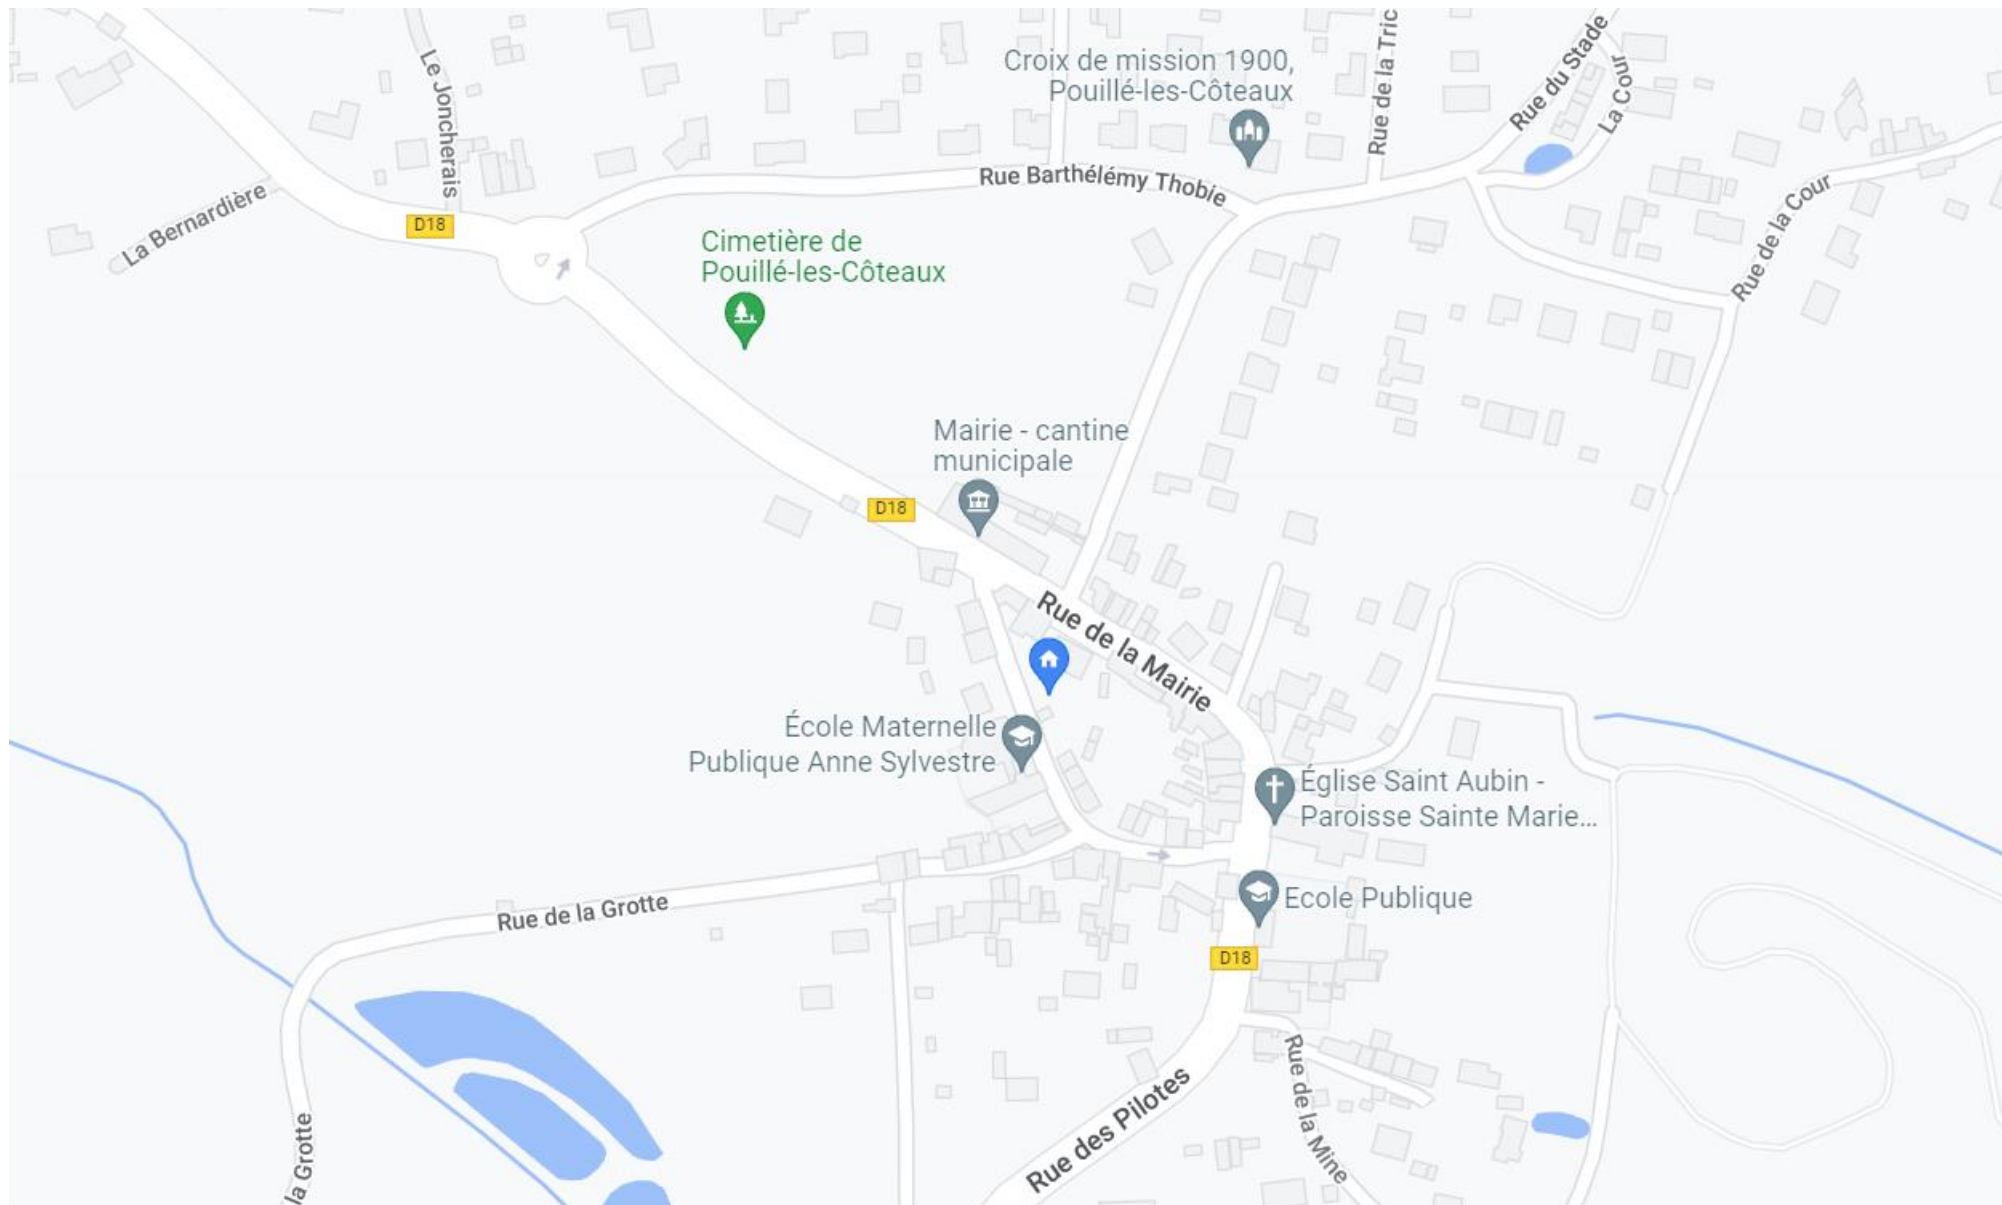 Le Joncherais
Croix de mission 1900,
Pouillé-les-Côteaux
Rue de la Tric
Rue du Stade
La Cour
Rue Barthélémy Thobie
La Bernardière
D18
Rue de la Cour
Cimetière de
Pouillé-les-Côteaux
Mairie - cantine
municipale
D18
Rue de la Mairie
École Maternelle
Publique Anne Sylvestre
Église Saint Aubin -
Paroisse Sainte Marie...
Ecole Publique
Rue de la Grotte
D18
Rue des Pilotes
Rue de la Mine
la Grotte